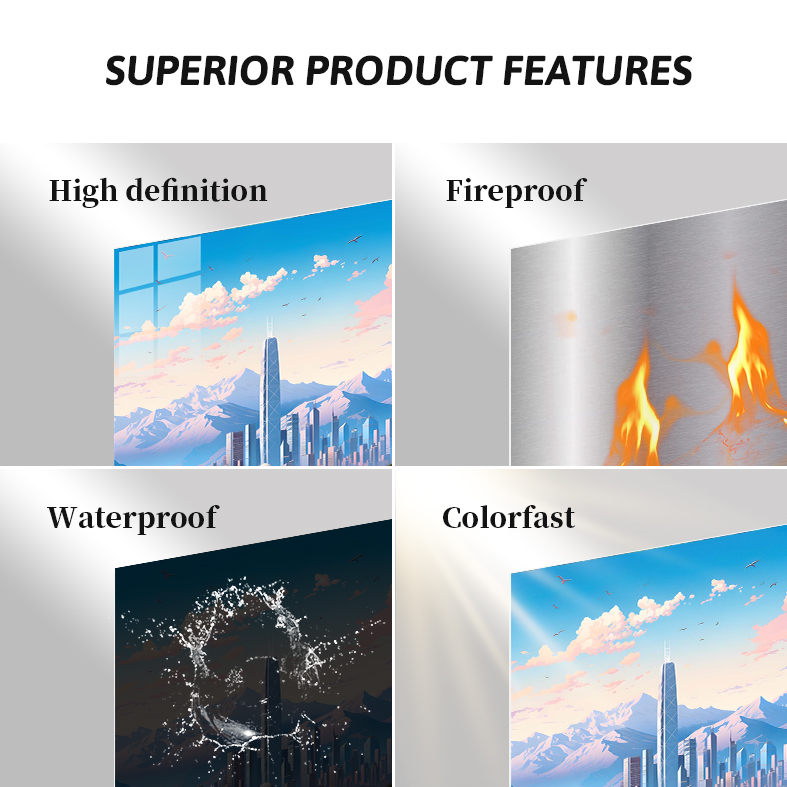 SUPERIOR PRODUCT FEATURES
High definition
Fireproof
Waterproof
Colorfast